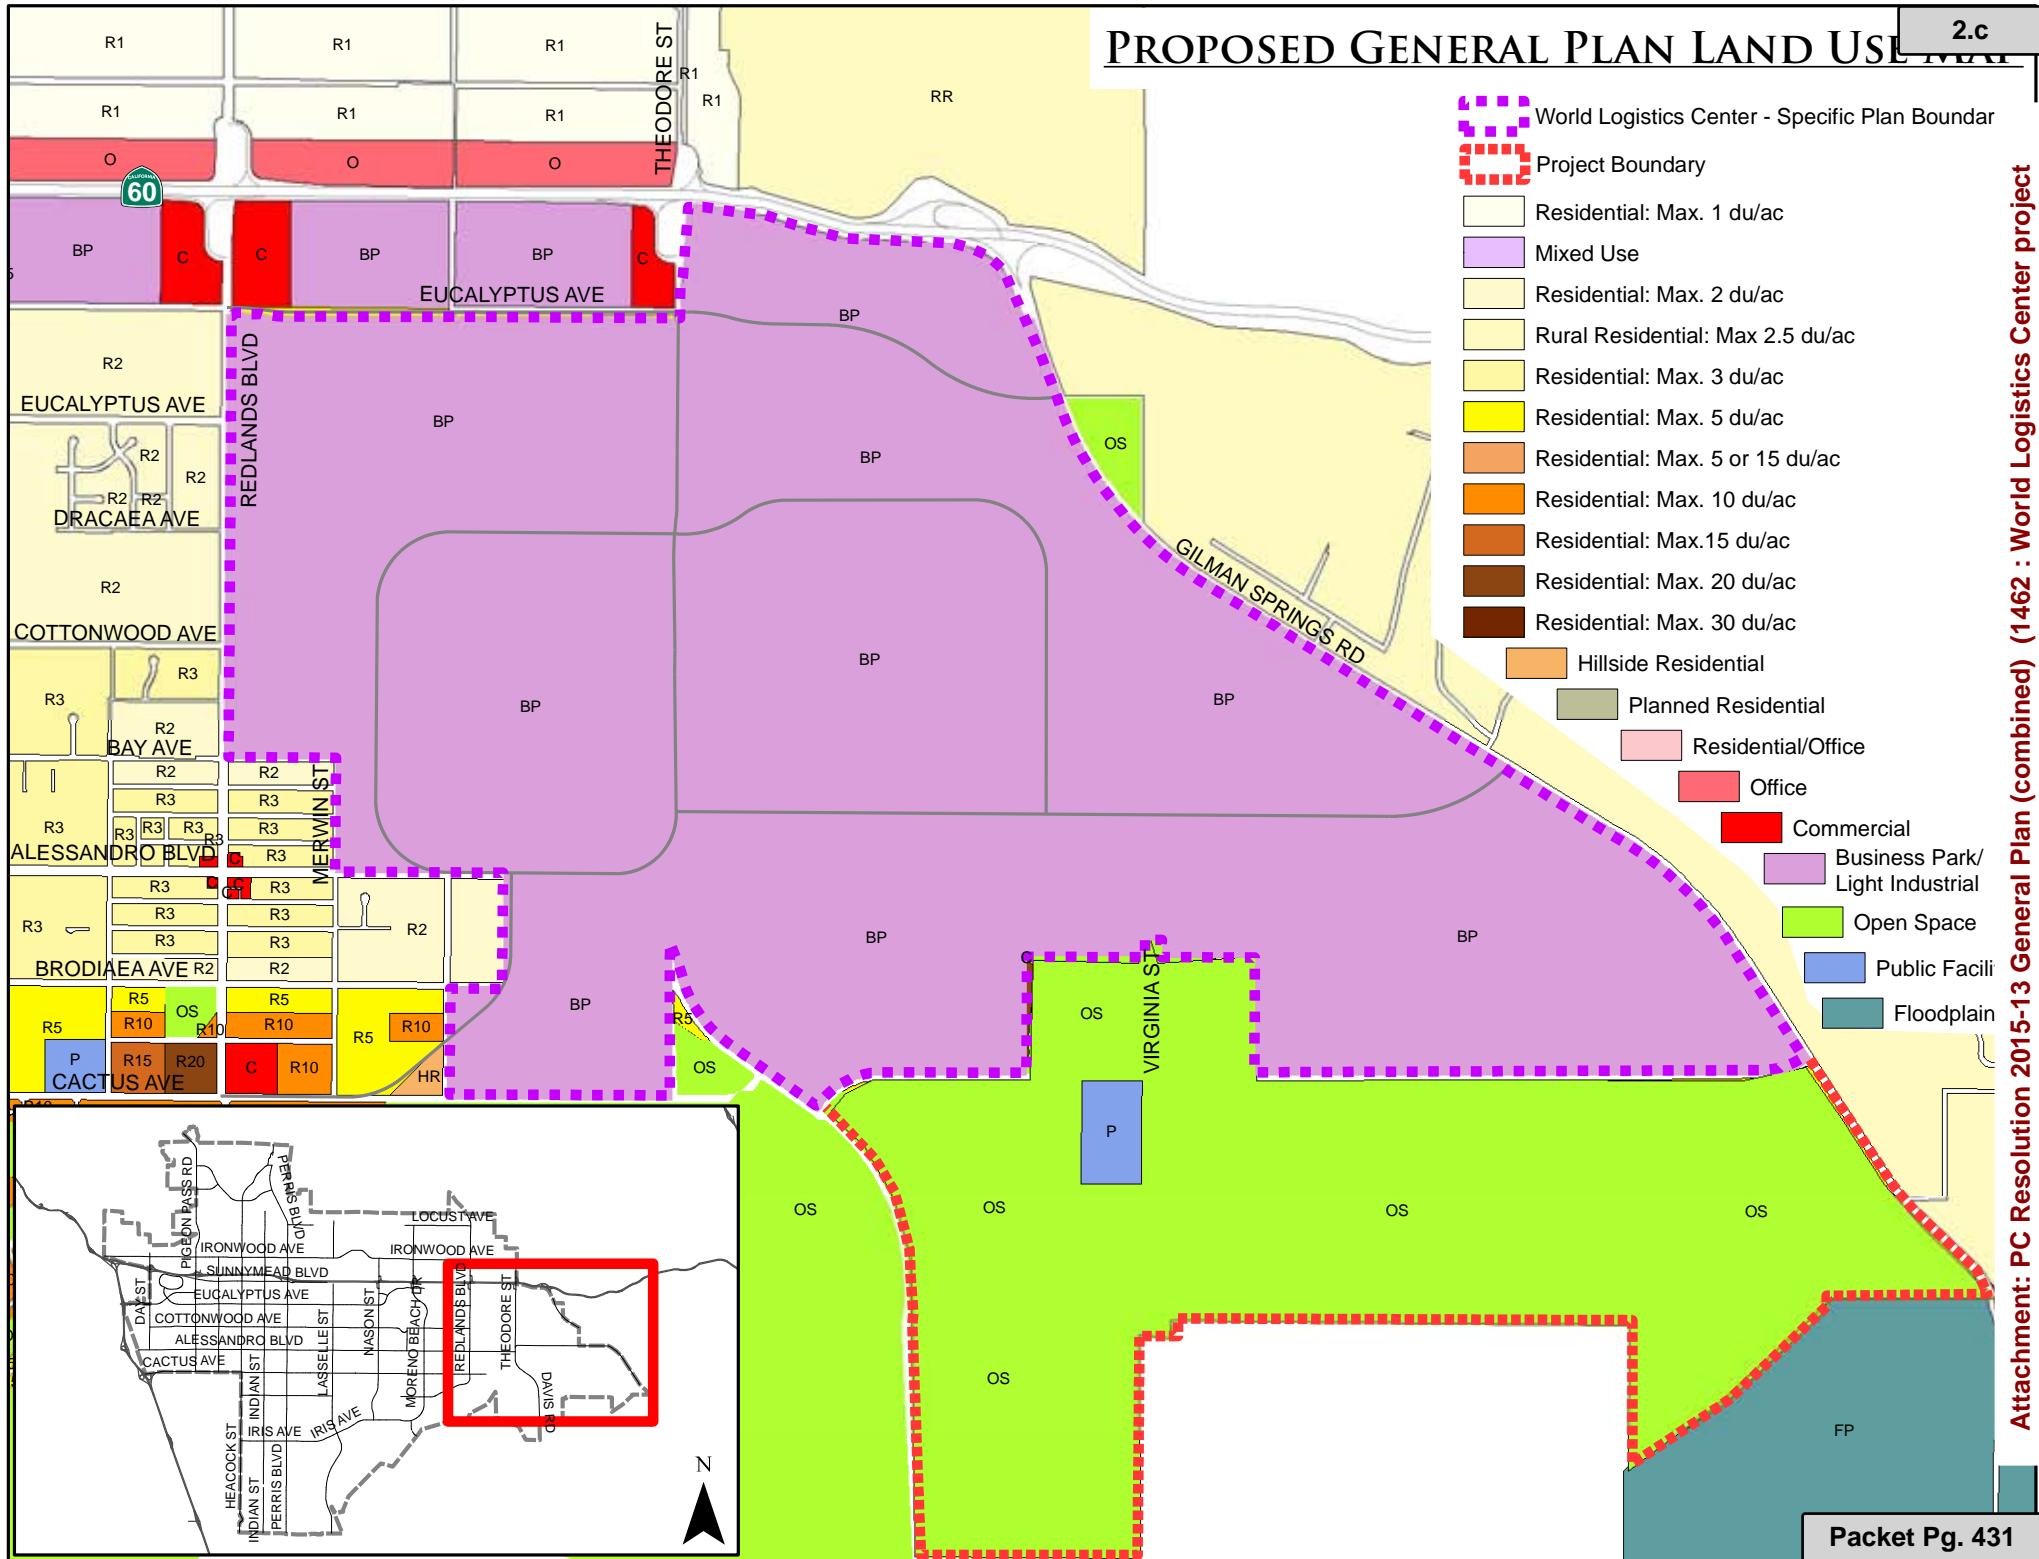 PROPOSED GENERAL PLAN LAND USE MAP
2.c
World Logistics Center - Specific Plan Boundar
Project Boundary
Residential: Max. 1 du/ac
Mixed Use
Residential: Max. 2 du/ac
Rural Residential: Max 2.5 du/ac
Residential: Max. 3 du/ac
Residential: Max. 5 du/ac
Residential: Max. 5 or 15 du/ac
Residential: Max. 10 du/ac
Residential: Max.15 du/ac
Residential: Max. 20 du/ac
Residential: Max. 30 du/ac
Hillside Residential
Planned Residential
Residential/Office
Office
Commercial
Business Park/
Light Industrial
Open Space
Public Facili
Floodplain
Attachment: PC Resolution 2015-13 General Plan (combined) (1462 : World Logistics Center project
Packet Pg. 431
R1
R1
R1
THEODORE ST
R1
R1
R1
R1
R1
RR
O
O
O
CALIFORNIA
60
BP
C
C
BP
BP
C
EUCALYPTUS AVE
BP
R2
REDLANDS BLVD
EUCALYPTUS AVE
BP
OS
BP
R2
R2
R2
R2
DRACAEA AVE
GILMAN SPRINGS RD
R2
COTTONWOOD AVE
R3
R3
BP
BP
BP
R2
BAY AVE
R2
R2
MERWIN ST
R3
R3
R3
R3
R3
R3
R3
R3
ALESSANDRO BLVD
C
R3
R3
C
C
C
R3
R3
R3
R3
R2
R3
R3
BP
BP
BRODIAEA AVE
R2
R2
C
VIRGINIA ST
R5
R5
OS
BP
R5
R10
R10
R10
R5
R10
R5
OS
P
R15
R20
C
R10
HR
OS
CACTUS AVE
P
OS
OS
OS
OS
OS
FP
PIGEON PASS RD
PERRIS BLVD
LOCUST AVE
IRONWOOD AVE
IRONWOOD AVE
SUNNYMEAD BLVD
DAY ST
EUCALYPTUS AVE
COTTONWOOD AVE
ALESSANDRO BLVD
CACTUS AVE
LASSELLE ST
NASON ST
MORENO BEACH DR
REDLANDS BLVD
THEODORE ST
DAVIS RD
INDIAN ST
IRIS AVE
IRIS AVE
HEACOCK ST
INDIAN ST
PERRIS BLVD
N